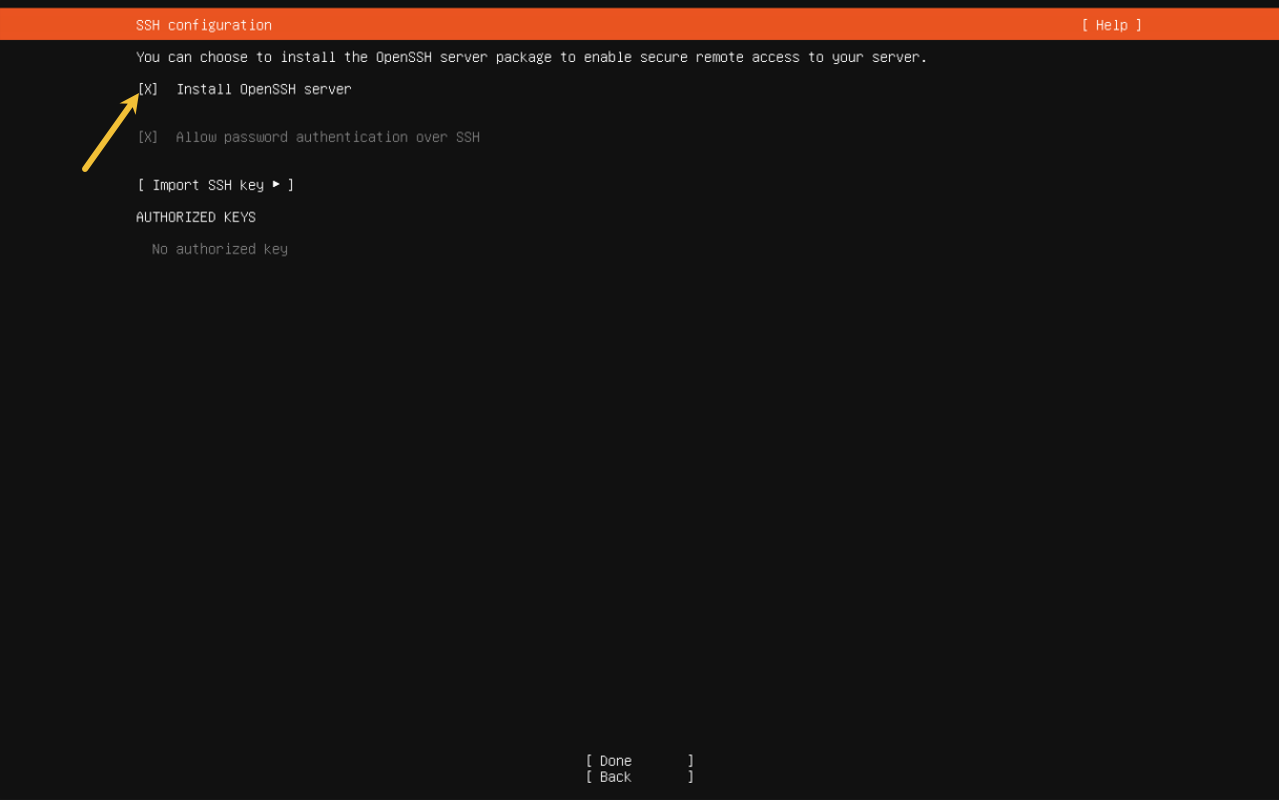 SSH configuration [ Help ]
You can choose to install the OpenSSH server package to enable secure remote access to your server.
[X] Install OpenSSH server
[X] Allow password authentication over SSH
[ Import SSH key ► ]
AUTHORIZED KEYS
No authorized key
[ Done ]
[ Back ]